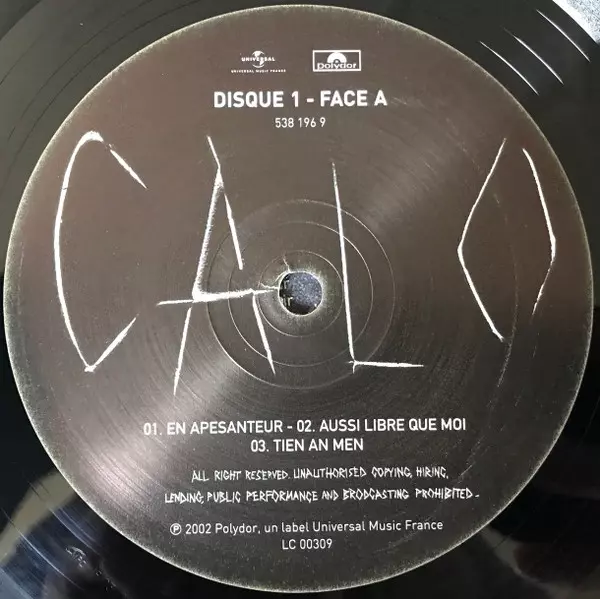 UNIVERSAL
UNIVERSAL MUSIC FRANCE
Polydor
DISQUE 1 - FACE A
538 196 9
CALO
01. EN APESANTEUR - 02. AUSSI LIBRE QUE MOI
03. TIEN AN MEN
ALL RIGHT RESERVED. UNAUTHORISED COPYING, HIRING,
LENDING, PUBLIC PERFORMANCE AND BRODCASTING PROHIBITED_
℗ 2002 Polydor, un label Universal Music France
LC 00309